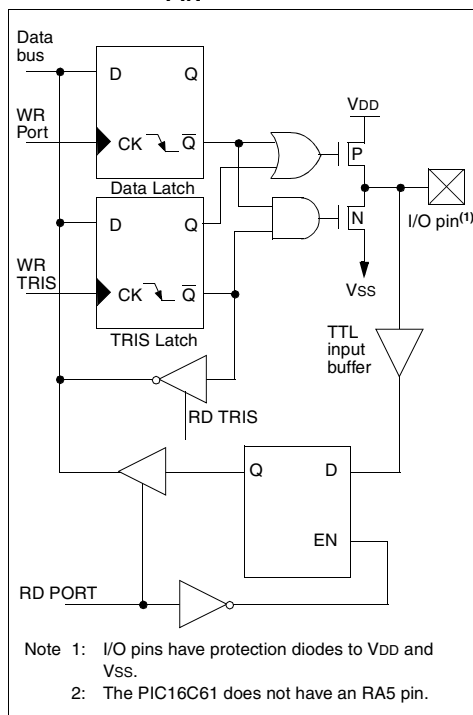 Data
bus
D Q
WR
Port
CK Q
Data Latch
VDD
P
N
I/O pin(1)
VSS
D Q
WR
TRIS
CK Q
TRIS Latch
TTL
input
buffer
RD TRIS
Q D
EN
RD PORT
Note 1: I/O pins have protection diodes to VDD and
VSS.
2: The PIC16C61 does not have an RA5 pin.